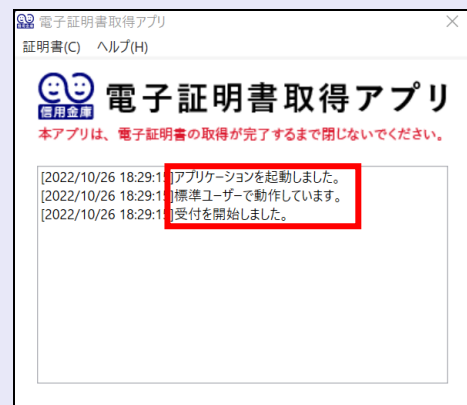 電子証明書取得アプリ
証明書(C) ヘルプ(H)
信用金庫
電子証明書取得アプリ
本アプリは、電子証明書の取得が完了するまで閉じないでください。
[2022/10/26 18:29:15]アプリケーションを起動しました。
[2022/10/26 18:29:15]標準ユーザーで動作しています。
[2022/10/26 18:29:15]受付を開始しました。